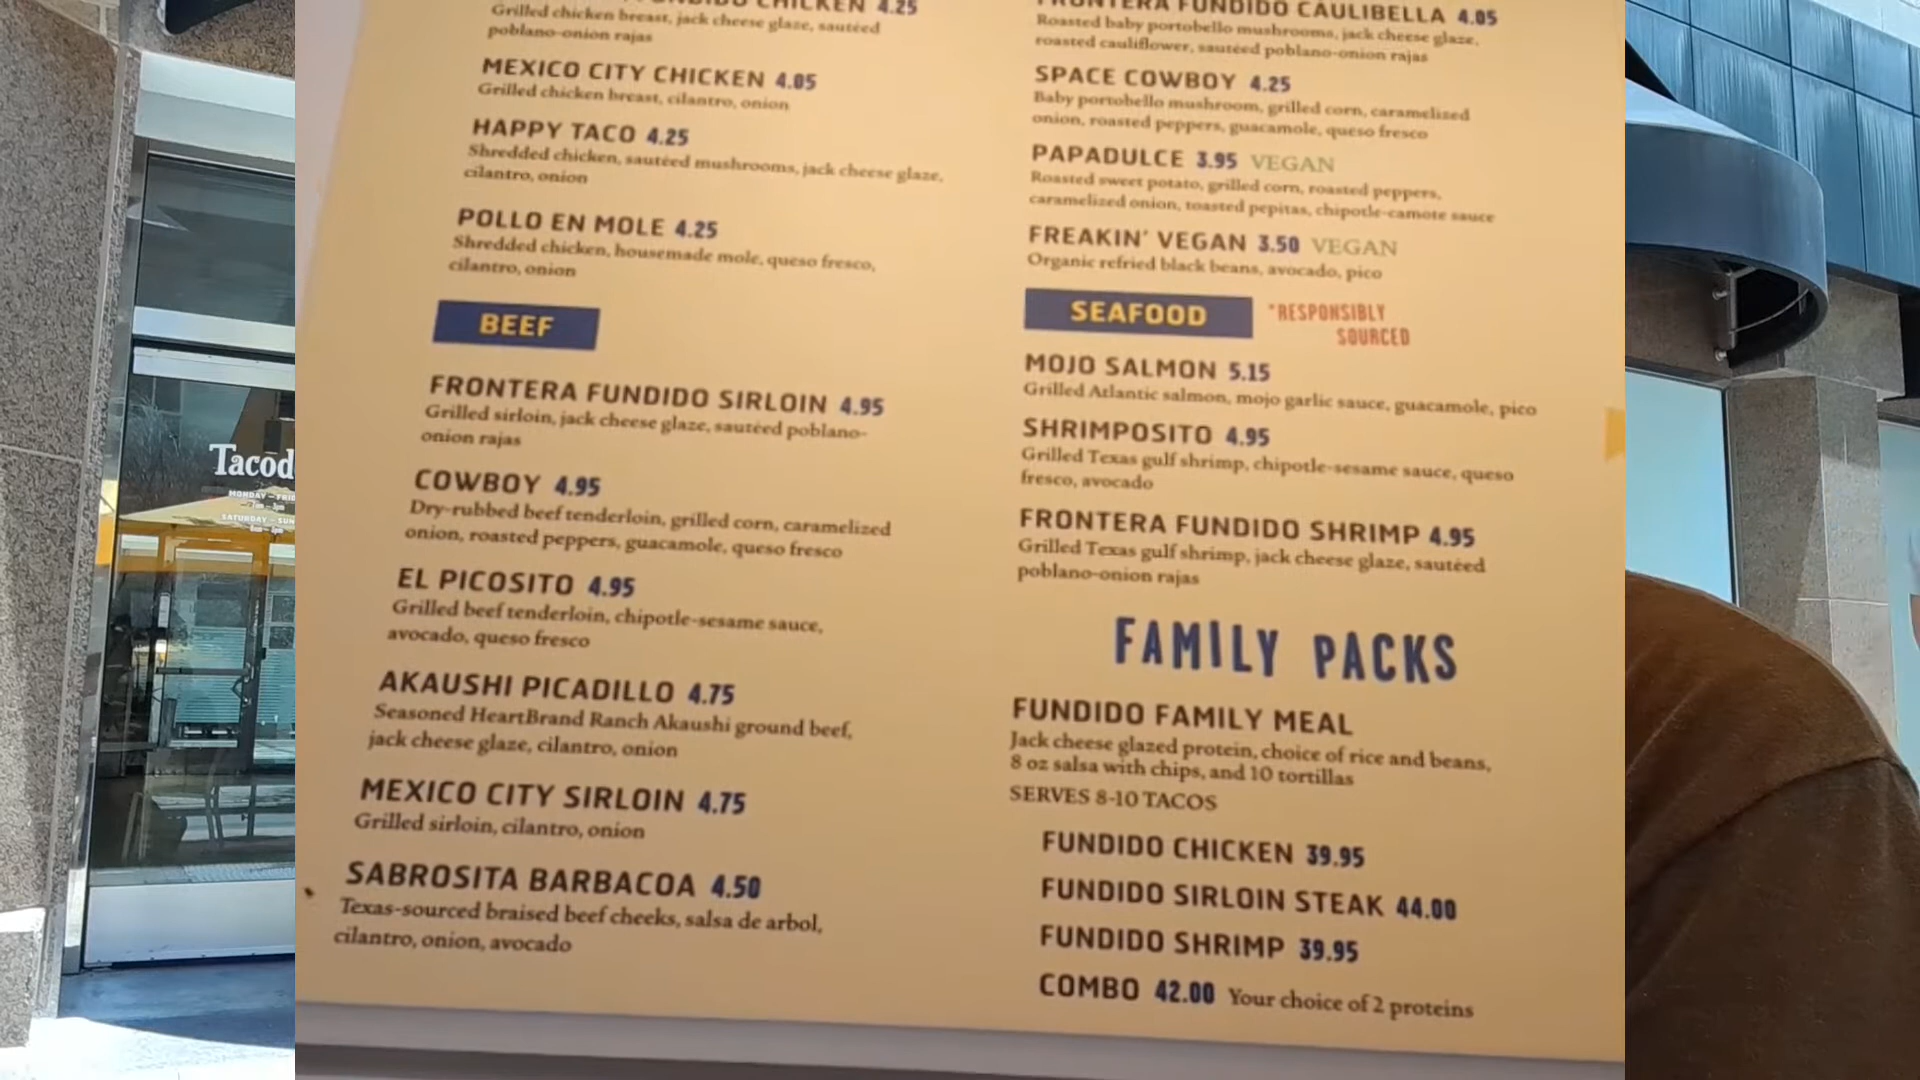 Tacod
MONDAY – FRID
SATURDAY – SUN
FUNDIDO CHICKEN 4.25
Grilled chicken breast, jack cheese glaze, sautéed
poblano-onion rajas
MEXICO CITY CHICKEN 4.05
Grilled chicken breast, cilantro, onion
HAPPY TACO 4.25
Shredded chicken, sautéed mushrooms, jack cheese glaze,
cilantro, onion
POLLO EN MOLE 4.25
Shredded chicken, housemade mole, queso fresco,
cilantro, onion
BEEF
FRONTERA FUNDIDO SIRLOIN 4.95
Grilled sirloin, jack cheese glaze, sautéed poblano-
onion rajas
COWBOY 4.95
Dry-rubbed beef tenderloin, grilled corn, caramelized
onion, roasted peppers, guacamole, queso fresco
EL PICOSITO 4.95
Grilled beef tenderloin, chipotle-sesame sauce,
avocado, queso fresco
AKAUSHI PICADILLO 4.75
Seasoned HeartBrand Ranch Akaushi ground beef,
jack cheese glaze, cilantro, onion
MEXICO CITY SIRLOIN 4.75
Grilled sirloin, cilantro, onion
SABROSITA BARBACOA 4.50
Texas-sourced braised beef cheeks, salsa de arbol,
cilantro, onion, avocado
FRONTERA FUNDIDO CAULIBELLA 4.05
Roasted baby portobello mushrooms, jack cheese glaze,
roasted cauliflower, sautéed poblano-onion rajas
SPACE COWBOY 4.25
Baby portobello mushroom, grilled corn, caramelized
onion, roasted peppers, guacamole, queso fresco
PAPADULCE 3.95 VEGAN
Roasted sweet potato, grilled corn, roasted peppers,
caramelized onion, toasted pepitas, chipotle-camote sauce
FREAKIN' VEGAN 3.50 VEGAN
Organic refried black beans, avocado, pico
SEAFOOD *RESPONSIBLY
SOURCED
MOJO SALMON 5.15
Grilled Atlantic salmon, mojo garlic sauce, guacamole, pico
SHRIMPOSITO 4.95
Grilled Texas gulf shrimp, chipotle-sesame sauce, queso
fresco, avocado
FRONTERA FUNDIDO SHRIMP 4.95
Grilled Texas gulf shrimp, jack cheese glaze, sautéed
poblano-onion rajas
FAMILY PACKS
FUNDIDO FAMILY MEAL
Jack cheese glazed protein, choice of rice and beans,
8 oz salsa with chips, and 10 tortillas
SERVES 8-10 TACOS
FUNDIDO CHICKEN 39.95
FUNDIDO SIRLOIN STEAK 44.00
FUNDIDO SHRIMP 39.95
COMBO 42.00 Your choice of 2 proteins